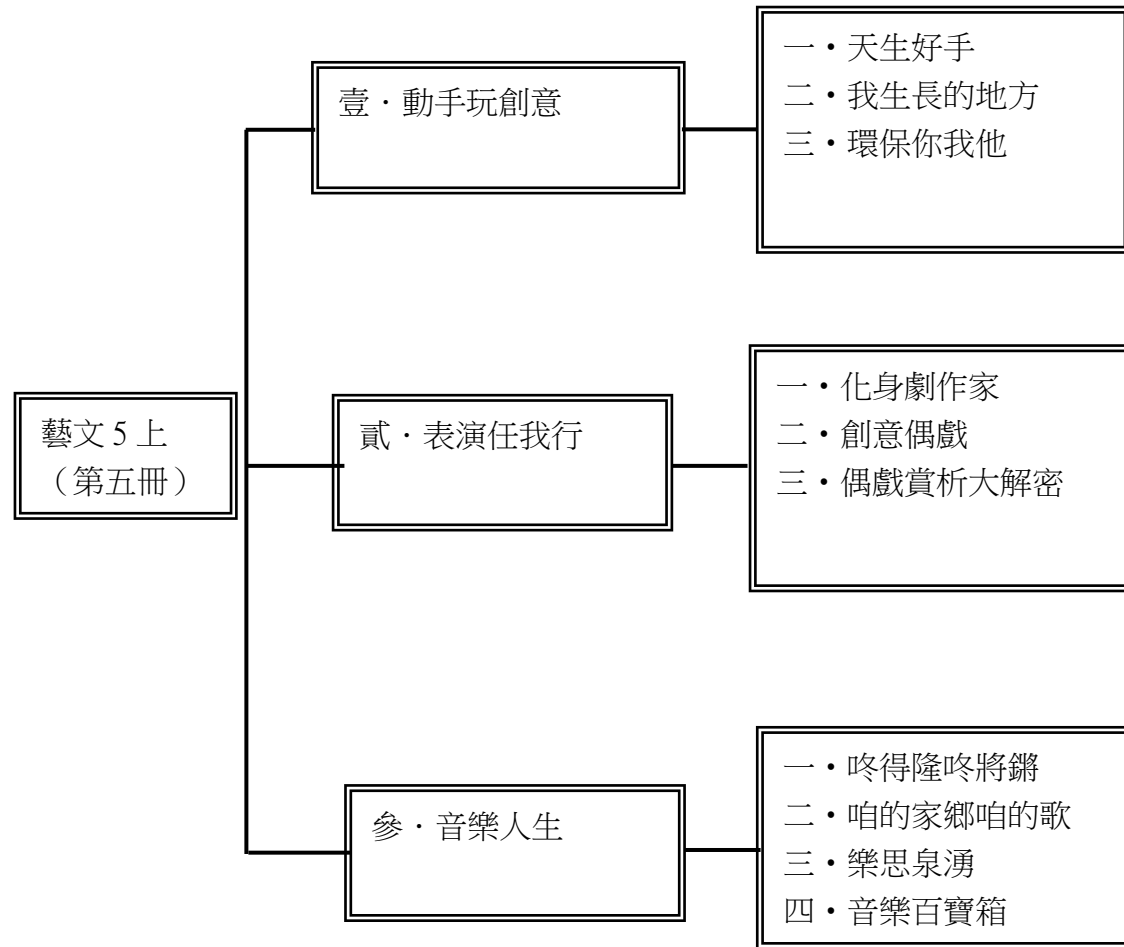 藝文 5 上
（第五冊）
壹．動手玩創意
一・天生好手
二・我生長的地方
三・環保你我他
貳．表演任我行
一・化身劇作家
二・創意偶戲
三・偶戲賞析大解密
參．音樂人生
一・咚得隆咚將鏘
二・咱的家鄉咱的歌
三・樂思泉湧
四・音樂百寶箱